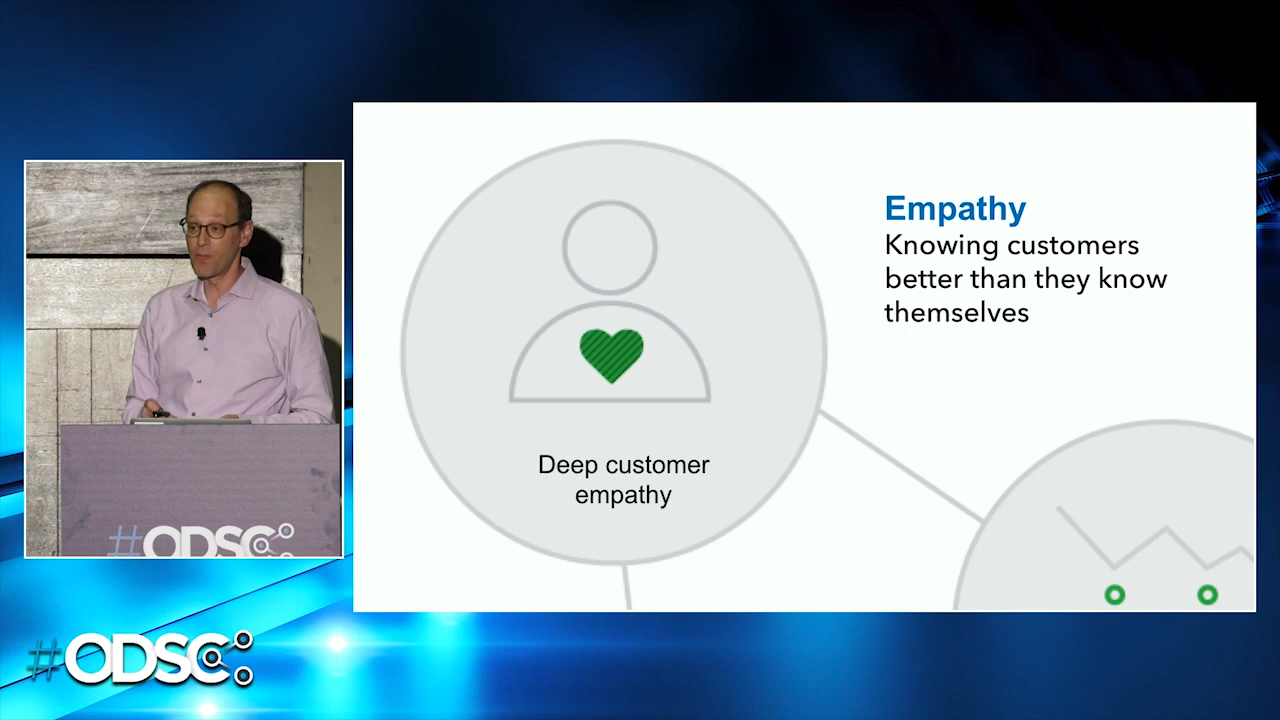 Empathy
Knowing customers
better than they know
themselves
Deep customer
empathy
#ODSC
#ODSC